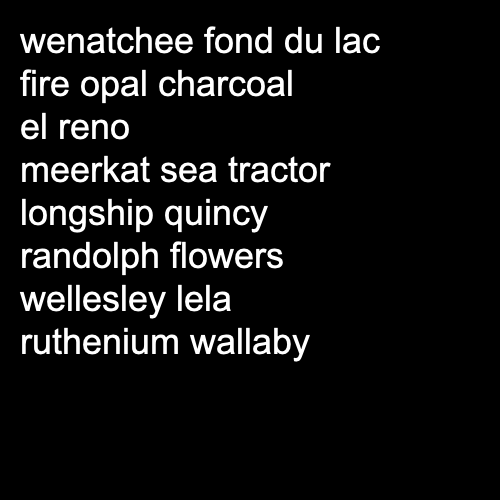 wenatchee fond du lac
fire opal charcoal
el reno
meerkat sea tractor
longship quincy
randolph flowers
wellesley lela
ruthenium wallaby